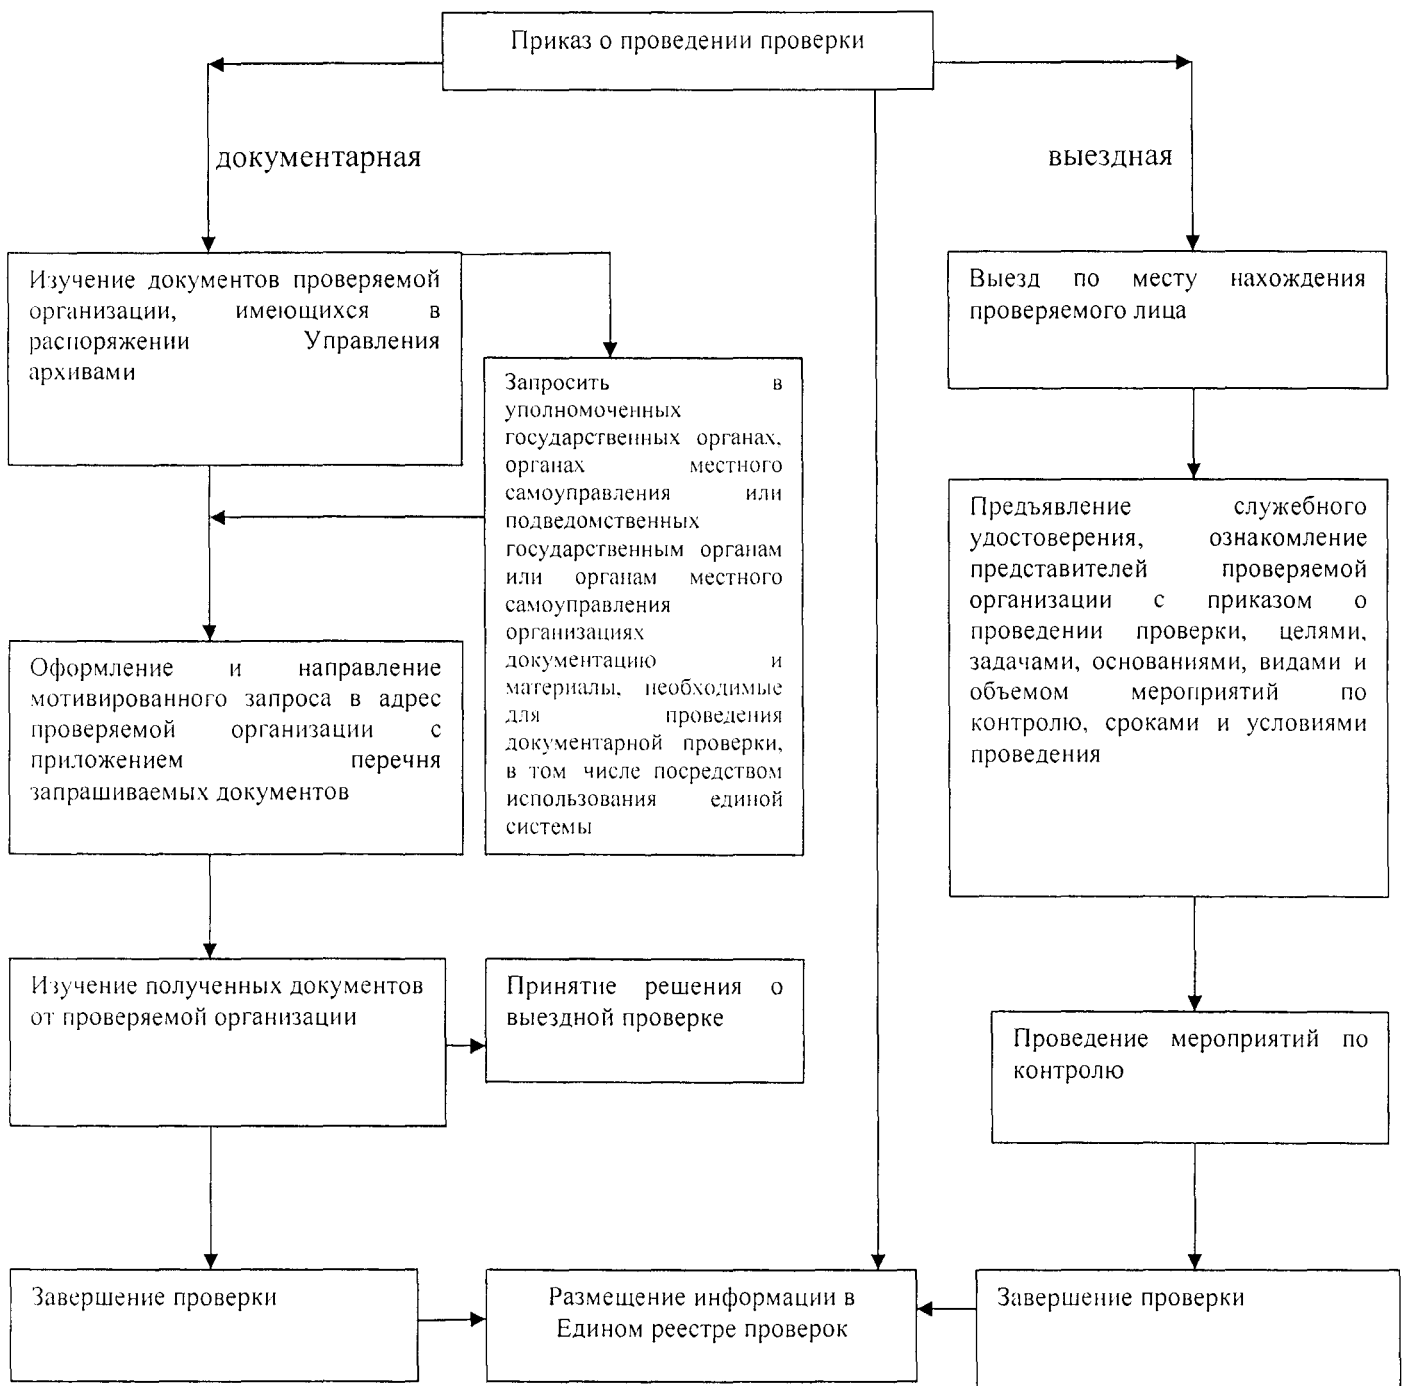 Приказ о проведении проверки
документарная
выездная
Изучение документов проверяемой
организации, имеющихся в
распоряжении Управления
архивами
Запросить в
уполномоченных
государственных органах,
органах местного
самоуправления или
подведомственных
государственным органам
или органам местного
самоуправления
организациях
документацию и
материалы, необходимые
для проведения
документарной проверки,
в том числе посредством
использования единой
системы
Выезд по месту нахождения
проверяемого лица
Предъявление служебного
удостоверения, ознакомление
представителей проверяемой
организации с приказом о
проведении проверки, целями,
задачами, основаниями, видами и
объемом мероприятий по
контролю, сроками и условиями
проведения
Оформление и направление
мотивированного запроса в адрес
проверяемой организации с
приложением перечня
запрашиваемых документов
Изучение полученных документов
от проверяемой организации
Принятие решения о
выездной проверке
Проведение мероприятий по
контролю
Завершение проверки
Размещение информации в
Едином реестре проверок
Завершение проверки